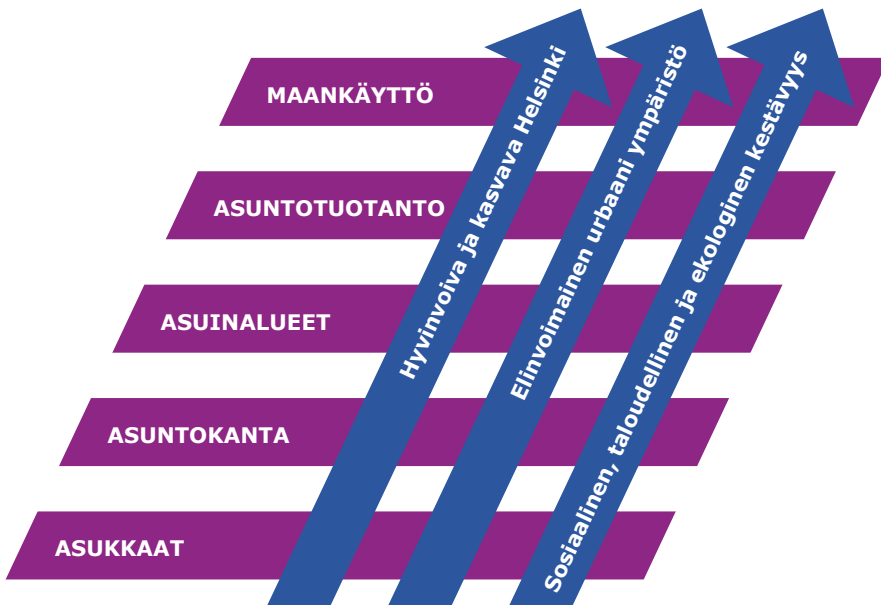 MAANKÄYTTÖ
ASUNTOTUOTANTO
ASUINALUEET
ASUNTOKANTA
ASUKKAAT
Hyvinvoiva ja kasvava Helsinki
Elinvoimainen urbaani ympäristö
Sosiaalinen, taloudellinen ja ekologinen kestävyys